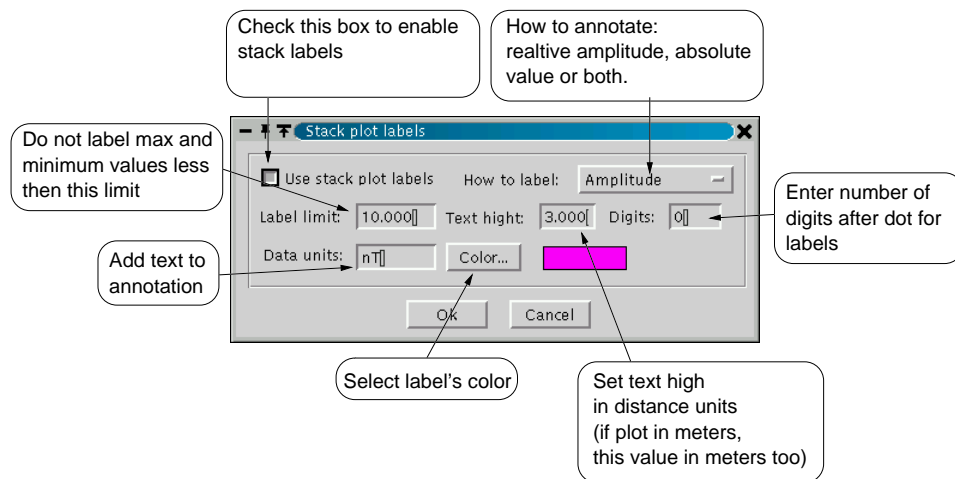 Check this box to enable
stack labels
How to annotate:
realtive amplitude, absolute
value or both.
Do not label max and
minimum values less
then this limit
Stack plot labels
Use stack plot labels
How to label:
Amplitude
Label limit:
10.000
Text hight:
3.000
Digits:
0
Enter number of
digits after dot for
labels
Add text to
annotation
Data units:
nT
Color...
Ok
Cancel
Select label's color
Set text high
in distance units
(if plot in meters,
this value in meters too)